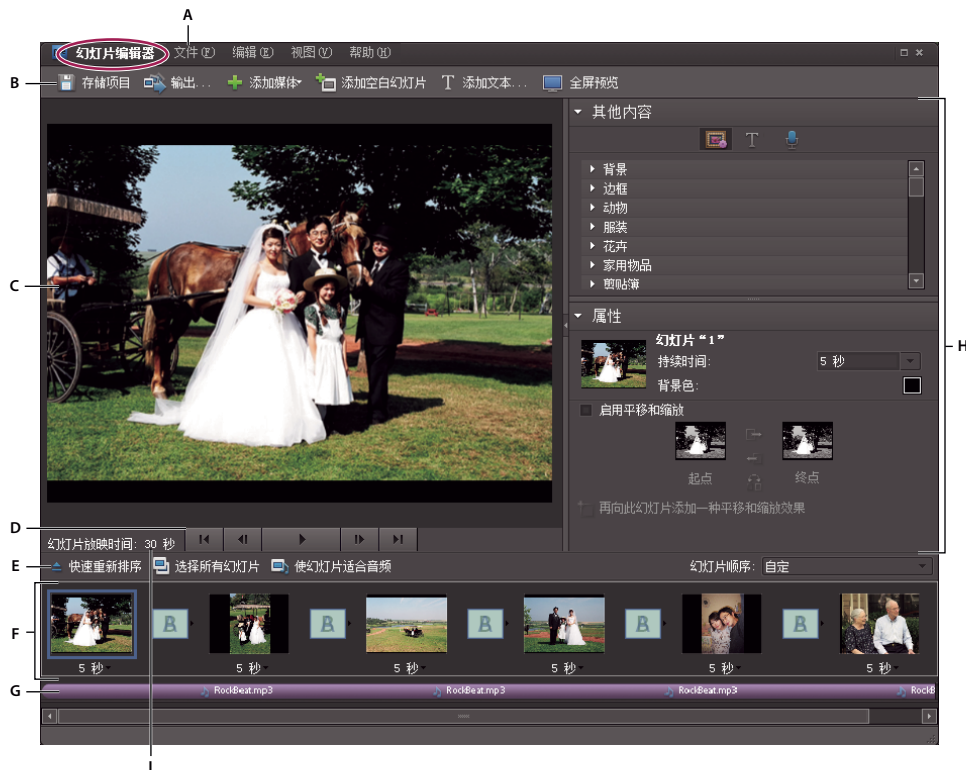 A
幻灯片编辑器 文件(F) 编辑(E) 视图(V) 帮助(H)
B
存储项目 输出... 添加媒体 添加空白幻灯片 T 添加文本... 全屏预览
其他内容
T
背景
边框
动物
服装
花卉
家用物品
剪贴簿
C
H
属性
幻灯片“1”
持续时间: 5 秒
背景色:
启用平移和缩放
起点 终点
再向此幻灯片添加一种平移和缩放效果
D
幻灯片放映时间: 30 秒
E
快速重新排序 选择所有幻灯片 使幻灯片适合音频 幻灯片顺序: 自定
F
5 秒 5 秒 5 秒 5 秒 5 秒 5 秒
G
RockBeat.mp3 RockBeat.mp3 RockBeat.mp3 RockB
I